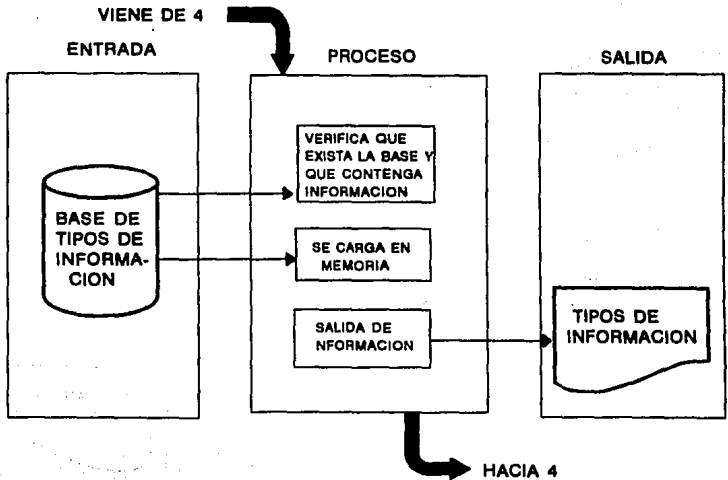 VIENE DE 4
ENTRADA
PROCESO
SALIDA
VERIFICA QUE
EXISTA LA BASE Y
QUE CONTENGA
INFORMACION
BASE DE
TIPOS DE
INFORMA-
CION
SE CARGA EN
MEMORIA
SALIDA DE
NFORMACION
TIPOS DE
INFORMACION
HACIA 4